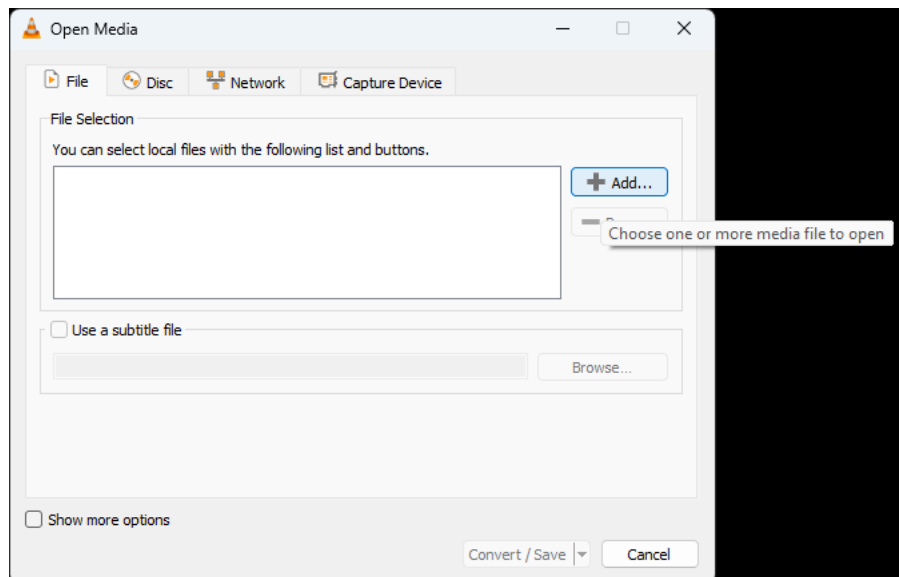 Open Media
File Disc Network Capture Device
File Selection
You can select local files with the following list and buttons.
Add...
Choose one or more media file to open
Use a subtitle file
Browse...
Show more options
Convert / Save Cancel